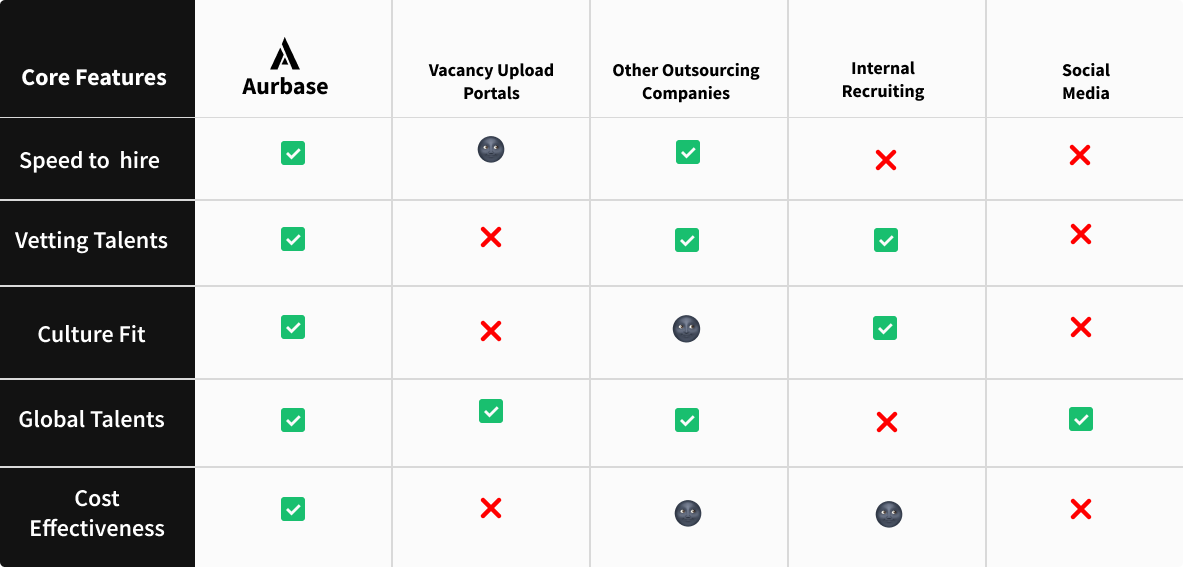 Core Features
Aurbase
Vacancy Upload
Portals
Other Outsourcing
Companies
Internal
Recruiting
Social
Media
Speed to hire
Vetting Talents
Culture Fit
Global Talents
Cost
Effectiveness